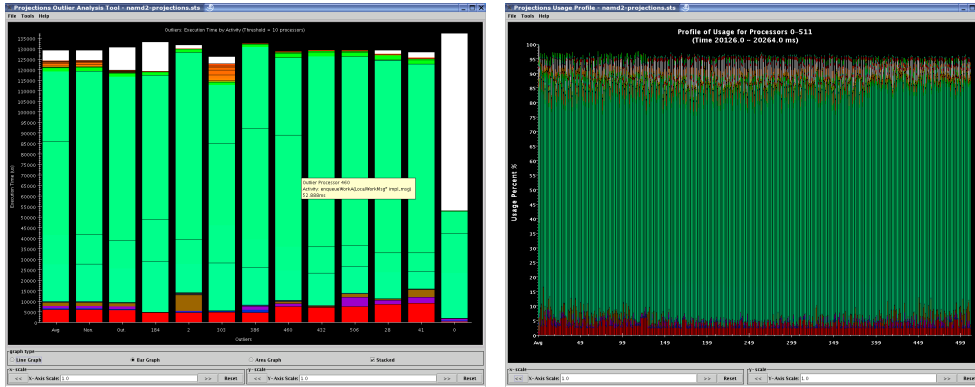 Projections Outlier Analysis Tool - namd2-projections.sts
File Tools Help
Outliers: Execution Time by Activity (Threshold = 10 processors)
Execution Time (us)
135000
130000
125000
120000
115000
110000
105000
100000
95000
90000
85000
80000
75000
70000
65000
60000
55000
50000
45000
40000
35000
30000
25000
20000
15000
10000
5000
0
Outlier Processor 460
52.888ms
Avg Non Out 184 2 303 386 460 432 506 28 41 0
Outliers
graph type
Line Graph Bar Graph Area Graph Stacked
x-scale y-scale
<< X-Axis Scale: 1.0 >> Reset << Y-Axis Scale: 1.0 >> Reset
Projections Usage Profile - namd2-projections.sts
File Tools Help
Profile of Usage for Processors 0-511
(Time 20126.0 ~ 20264.0 ms)
Usage Percent %
100
95
90
85
80
75
70
65
60
55
50
45
40
35
30
25
20
15
10
5
0
Avg 49 99 149 199 249 299 349 399 449 499
x-scale y-scale
<< X-Axis Scale: 1.0 >> Reset << Y-Axis Scale: 1.0 >> Reset